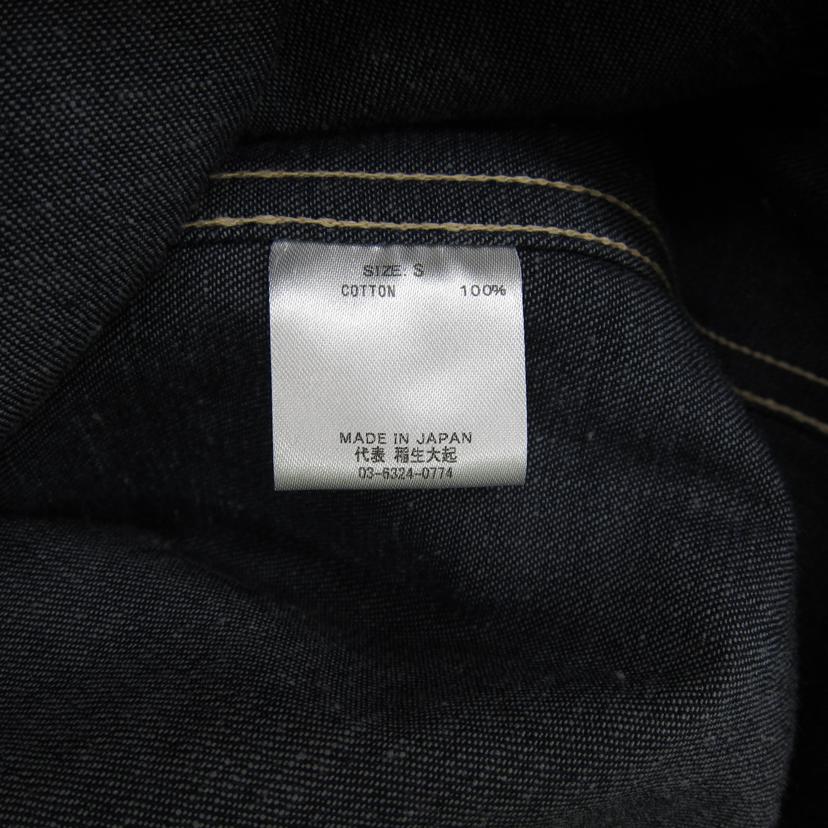 SIZE. S
COTTON 100%
MADE IN JAPAN
代表 稲生大起
03-6324-0774